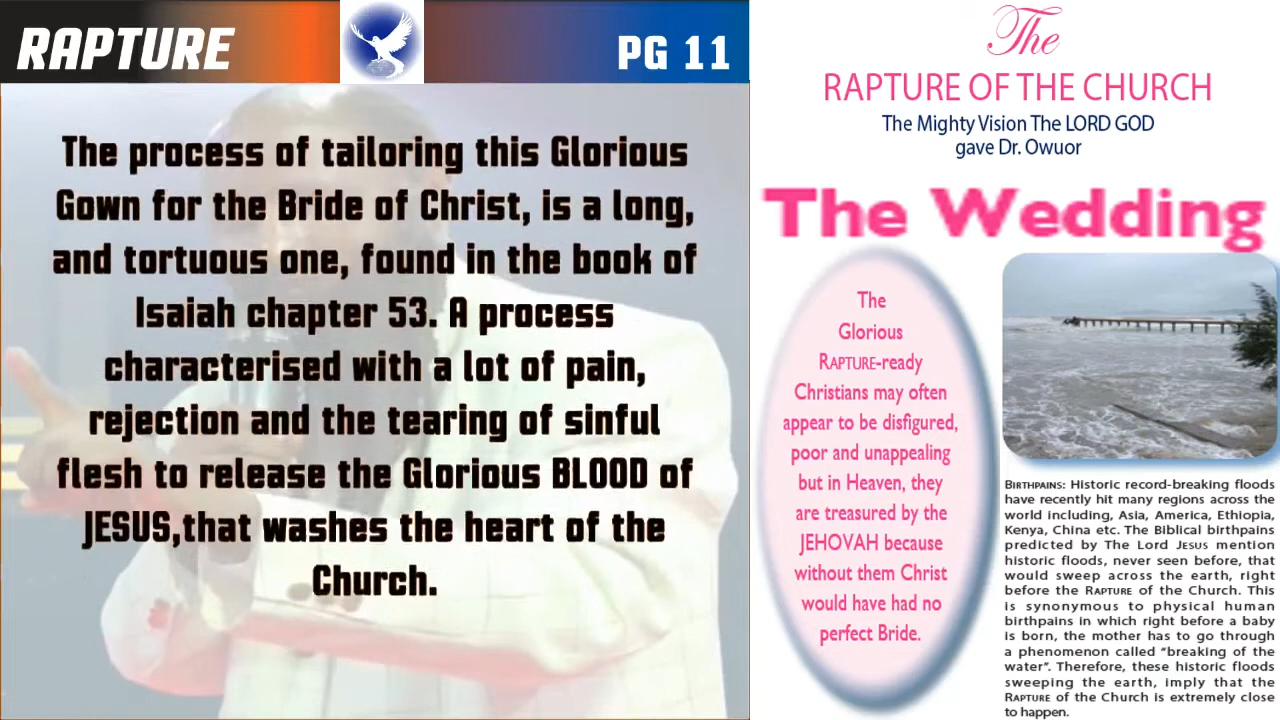 RAPTURE
PG 11
The process of tailoring this Glorious
Gown for the Bride of Christ, is a long,
and tortuous one, found in the book of
Isaiah chapter 53. A process
characterised with a lot of pain,
rejection and the tearing of sinful
flesh to release the Glorious BLOOD of
JESUS,that washes the heart of the
Church.
The
RAPTURE OF THE CHURCH
The Mighty Vision The LORD GOD
gave Dr. Owuor
The Wedding
The
Glorious
RAPTURE-ready
Christians may often
appear to be disfigured,
poor and unappealing
but in Heaven, they
are treasured by the
JEHOVAH because
without them Christ
would have had no
perfect Bride.
BIRTHPAINS: Historic record-breaking floods
have recently hit many regions across the
world including, Asia, America, Ethiopia,
Kenya, China etc. The Biblical birthpains
predicted by The Lord JESUS mention
historic floods, never seen before, that
would sweep across the earth, right
before the RAPTURE of the Church. This
is synonymous to physical human
birthpains in which right before a baby
is born, the mother has to go through
a phenomenon called "breaking of the
water". Therefore, these historic floods
sweeping the earth, imply that the
RAPTURE of the Church is extremely close
to happen.